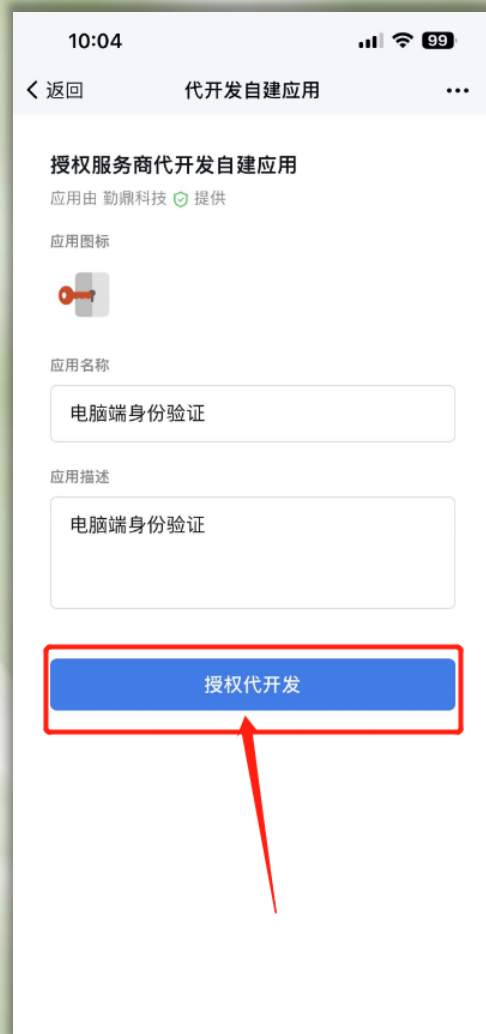 10:04
99
返回
代开发自建应用
授权服务商代开发自建应用
应用由 勤鼎科技 提供
应用图标
应用名称
电脑端身份验证
应用描述
电脑端身份验证
授权代开发